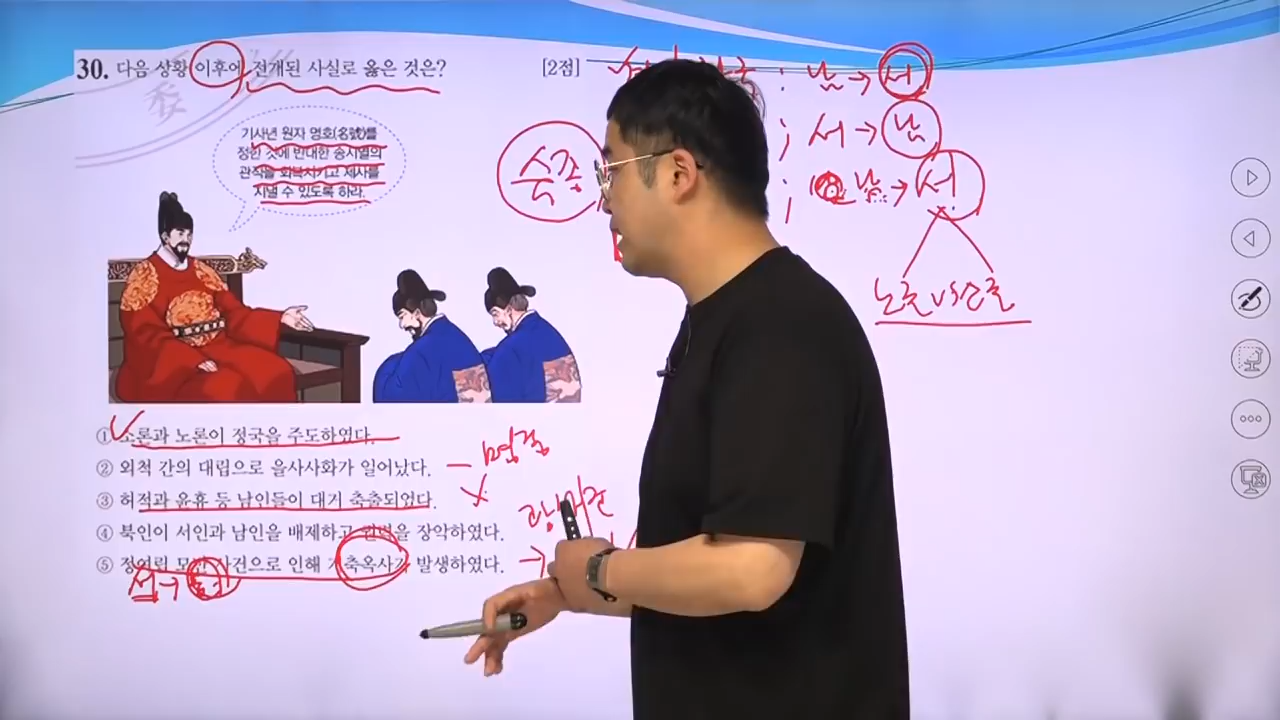 30. 다음 상황 이후에 전개된 사실로 옳은 것은? [2점]
기사년 원자 명호(名號)를
정한 것에 반대한 송시열의
관작을 회복시키고 제사를
지낼 수 있도록 하라.
① 소론과 노론이 정국을 주도하였다.
② 외척 간의 대립으로 을사사화가 일어났다.
③ 허적과 윤휴 등 남인들이 대거 축출되었다.
④ 북인이 서인과 남인을 배제하고 권력을 장악하였다.
⑤ 정여립 모반 사건으로 인해 기축옥사가 발생하였다.
숙종
: 남 → 서
; 서 → 남
; 남 → 서
노론 vs 소론
명종